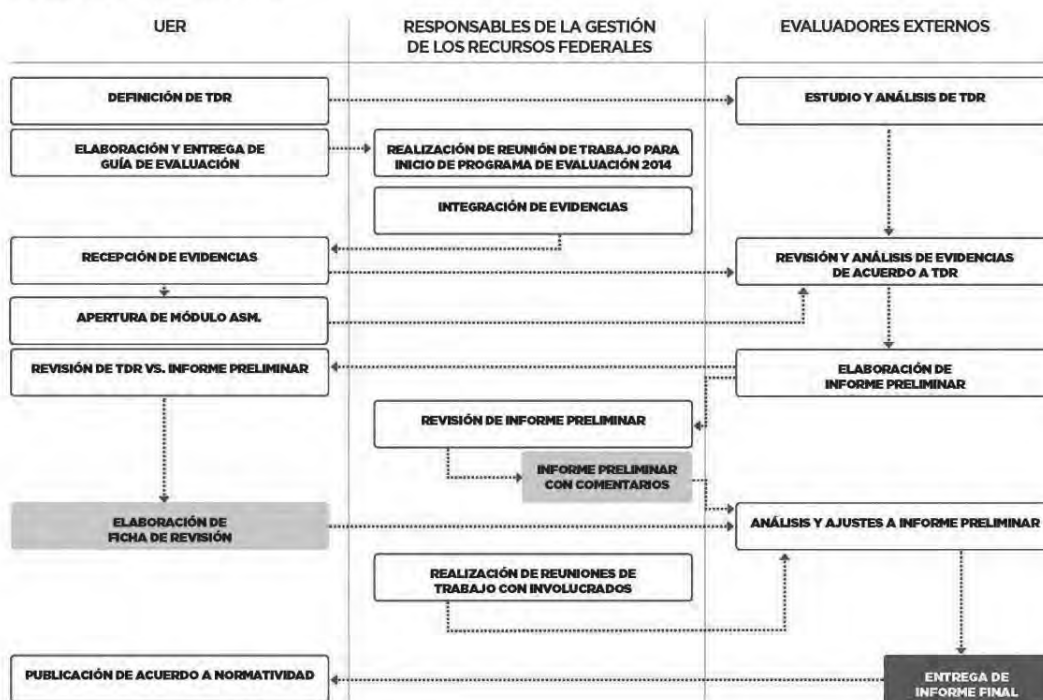 UER
RESPONSABLES DE LA GESTIÓN
DE LOS RECURSOS FEDERALES
EVALUADORES EXTERNOS
DEFINICIÓN DE TDR
ESTUDIO Y ANÁLISIS DE TDR
ELABORACIÓN Y ENTREGA DE
GUÍA DE EVALUACIÓN
REALIZACIÓN DE REUNIÓN DE TRABAJO PARA
INICIO DE PROGRAMA DE EVALUACIÓN 2014
INTEGRACIÓN DE EVIDENCIAS
RECEPCIÓN DE EVIDENCIAS
REVISIÓN Y ANÁLISIS DE EVIDENCIAS
DE ACUERDO A TDR
APERTURA DE MÓDULO ASM.
REVISIÓN DE TDR VS. INFORME PRELIMINAR
ELABORACIÓN DE
INFORME PRELIMINAR
REVISIÓN DE INFORME PRELIMINAR
INFORME PRELIMINAR
CON COMENTARIOS
ELABORACIÓN DE
FICHA DE REVISIÓN
ANÁLISIS Y AJUSTES A INFORME PRELIMINAR
REALIZACIÓN DE REUNIONES DE
TRABAJO CON INVOLUCRADOS
PUBLICACIÓN DE ACUERDO A NORMATIVIDAD
ENTREGA DE
INFORME FINAL